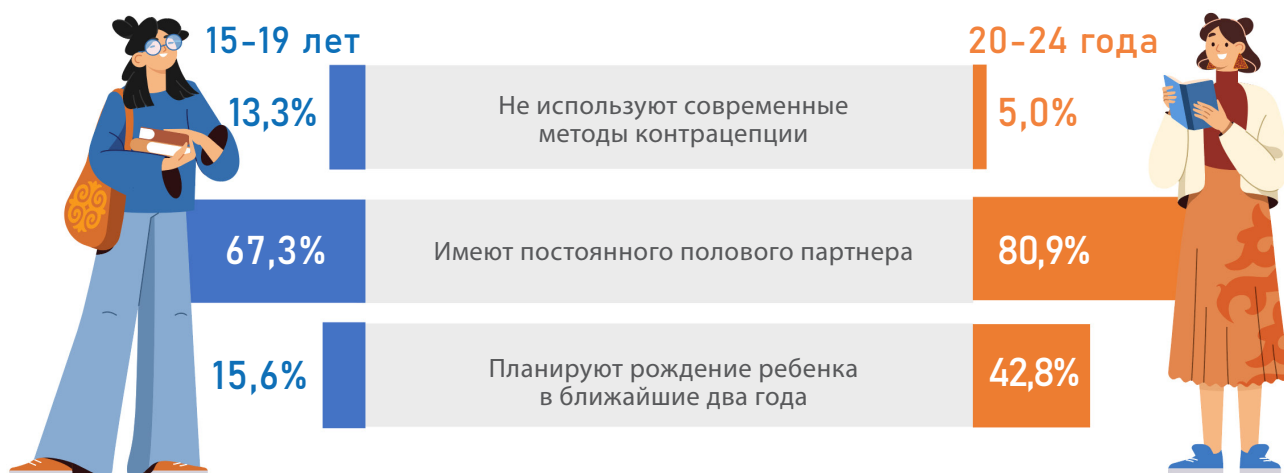 15-19 лет
20-24 года
13,3%
Не используют современные
методы контрацепции
5,0%
67,3%
Имеют постоянного полового партнера
80,9%
15,6%
Планируют рождение ребенка
в ближайшие два года
42,8%